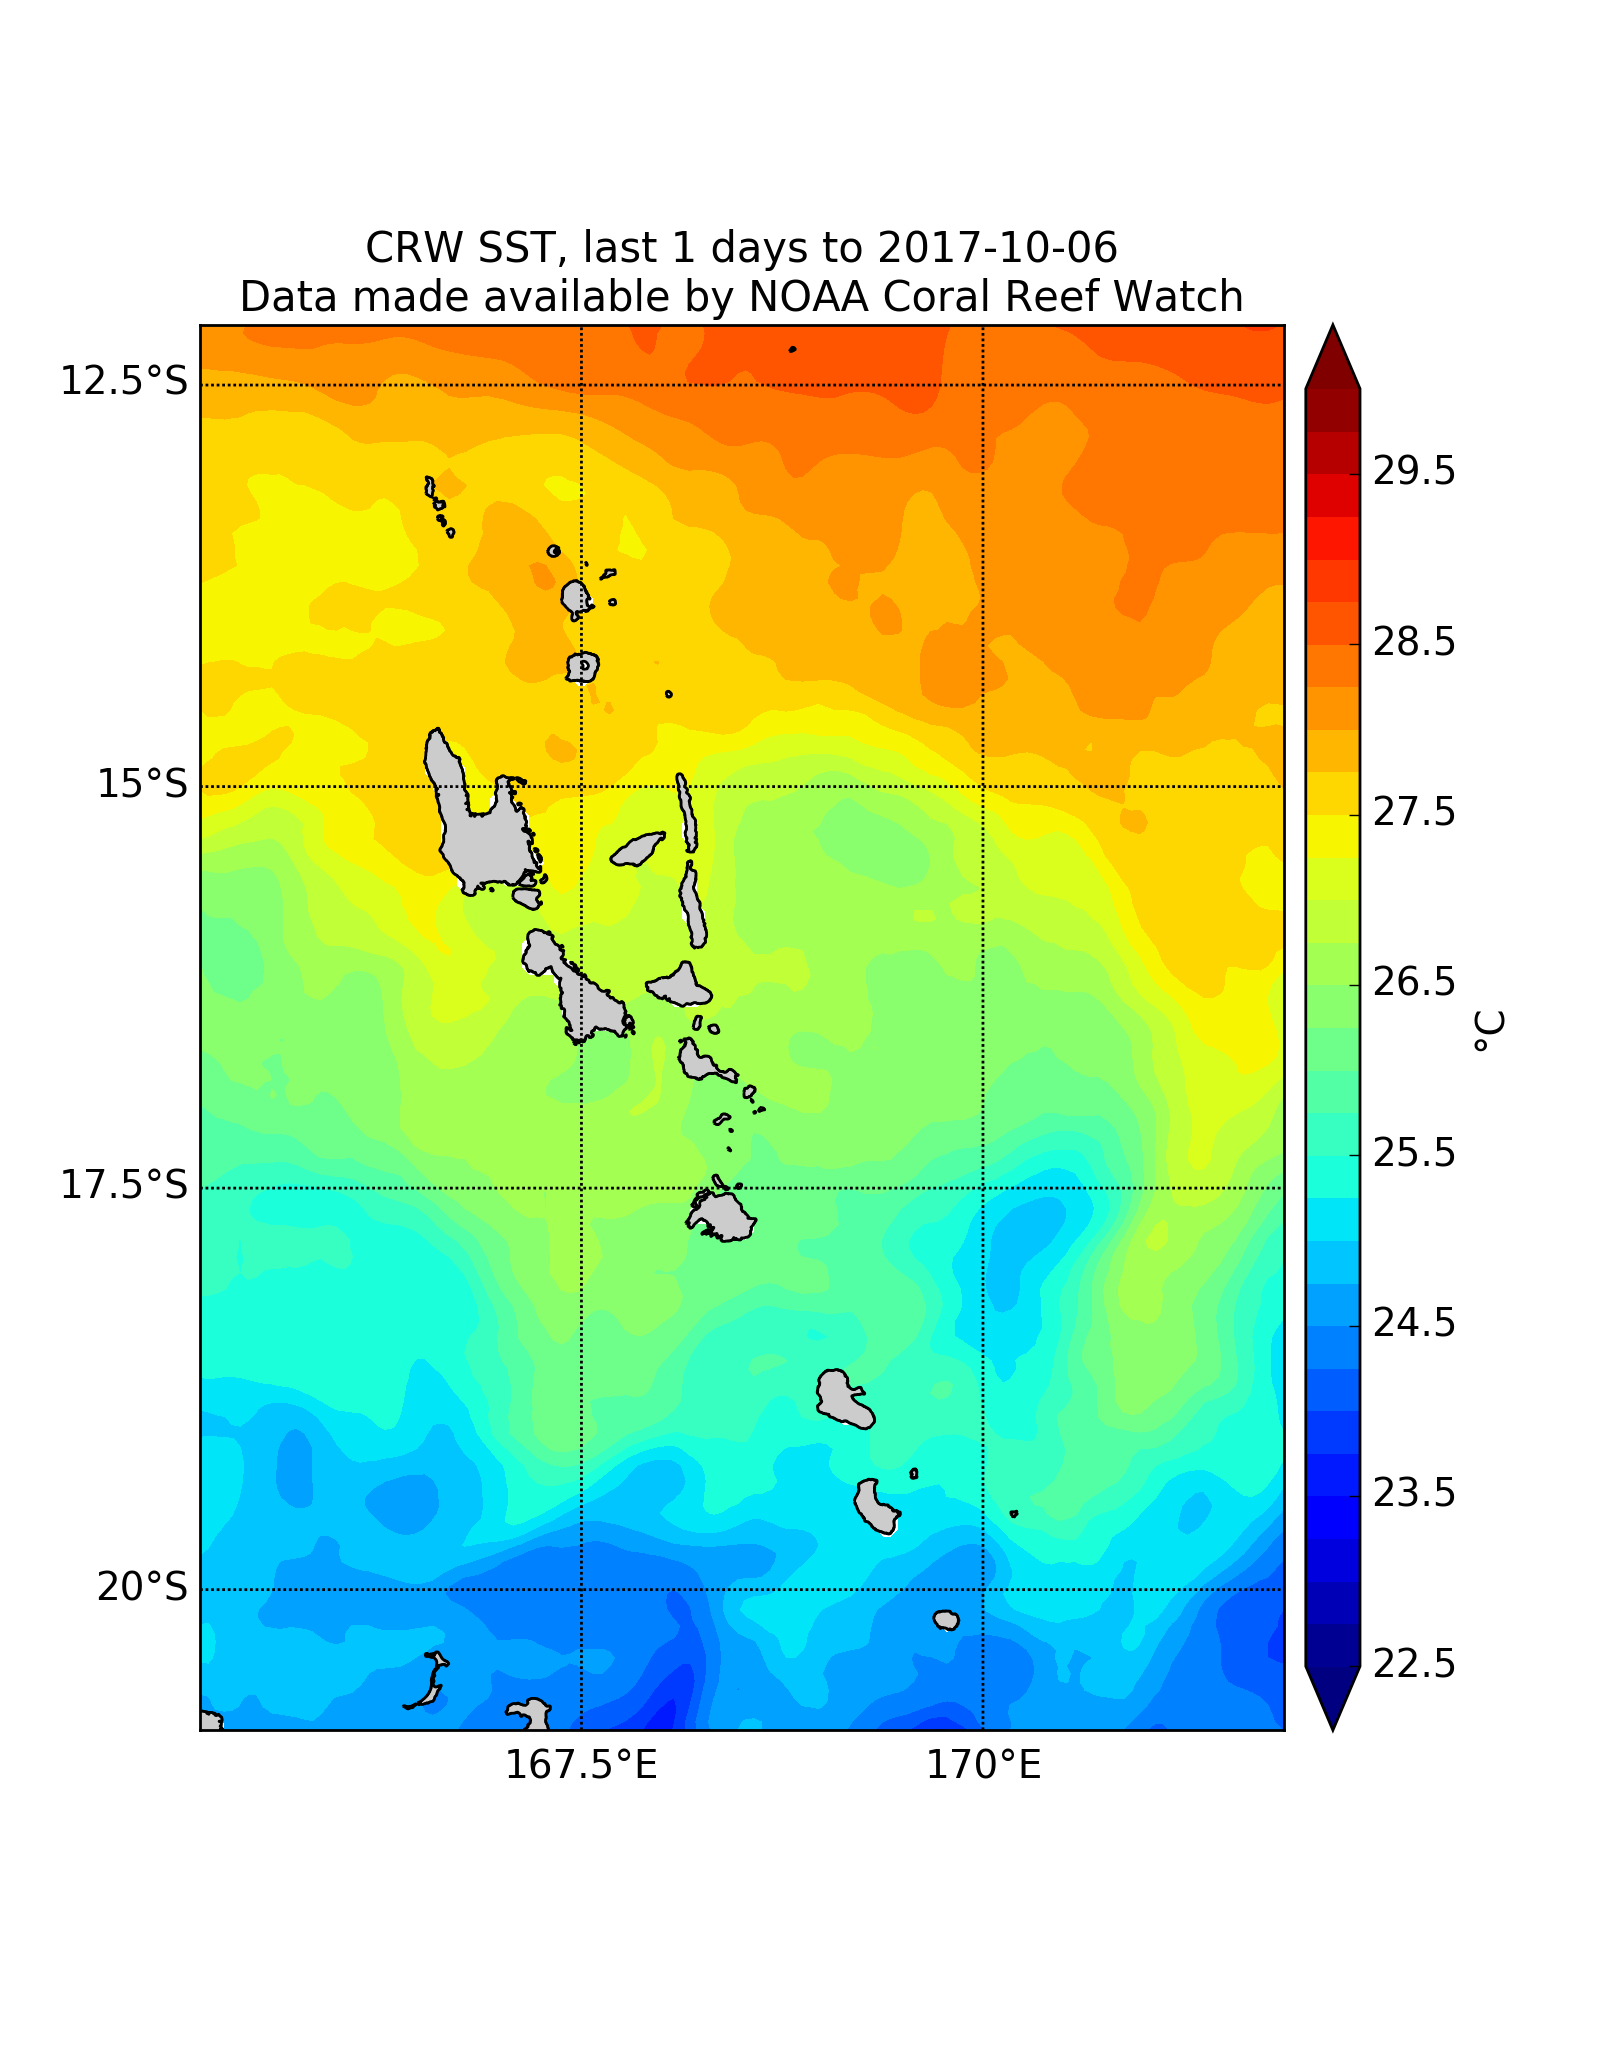 CRW SST, last 1 days to 2017-10-06
Data made available by NOAA Coral Reef Watch
12.5°S
15°S
17.5°S
20°S
167.5°E
170°E
29.5
28.5
27.5
26.5
25.5
24.5
23.5
22.5
°C